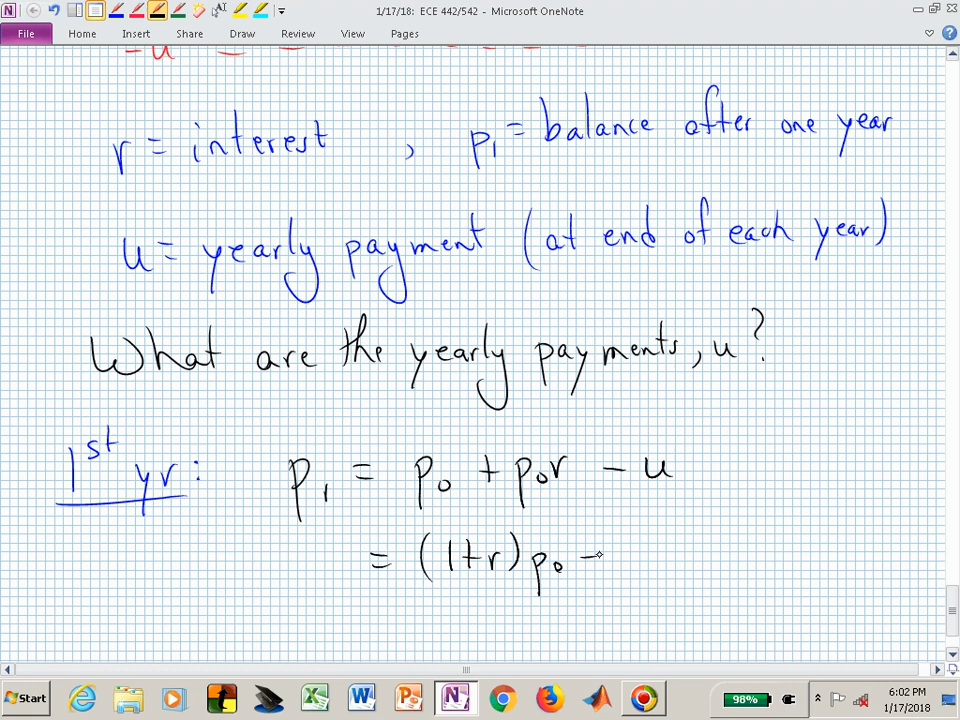 1/17/18: ECE 442/542 - Microsoft OneNote
File Home Insert Share Draw Review View Pages
-u
r = interest , p₁ = balance after one year
u = yearly payment (at end of each year)
What are the yearly payments, u?
1st yr: p₁ = p₀ + p₀r - u
= (1+r)p₀ -
Start
98%
6:02 PM
1/17/2018